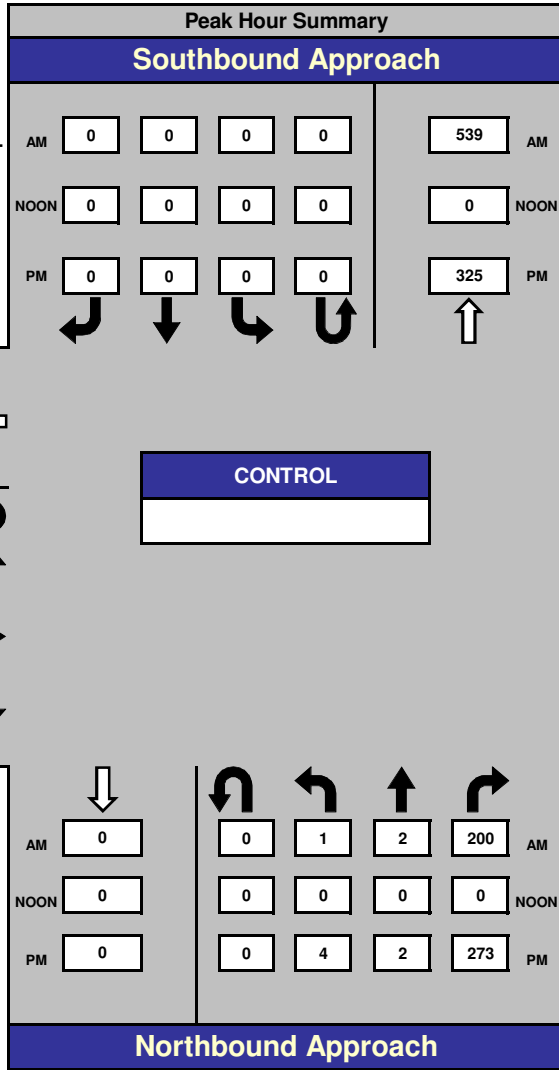 Peak Hour Summary
Southbound Approach
AM 0 0 0 0 539 AM
NOON 0 0 0 0 0 NOON
PM 0 0 0 0 325 PM
CONTROL
AM 0 0 1 2 200 AM
NOON 0 0 0 0 0 NOON
PM 0 0 4 2 273 PM
Northbound Approach